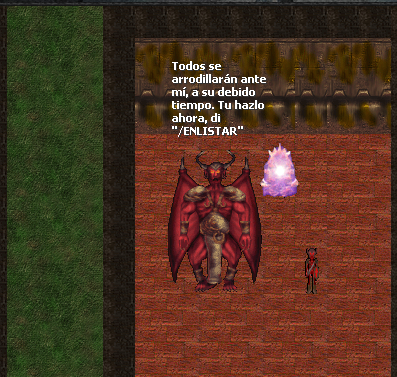 Todos se
arrodillarán ante
mí, a su debido
tiempo. Tu hazlo
ahora, di
"/ENLISTAR"